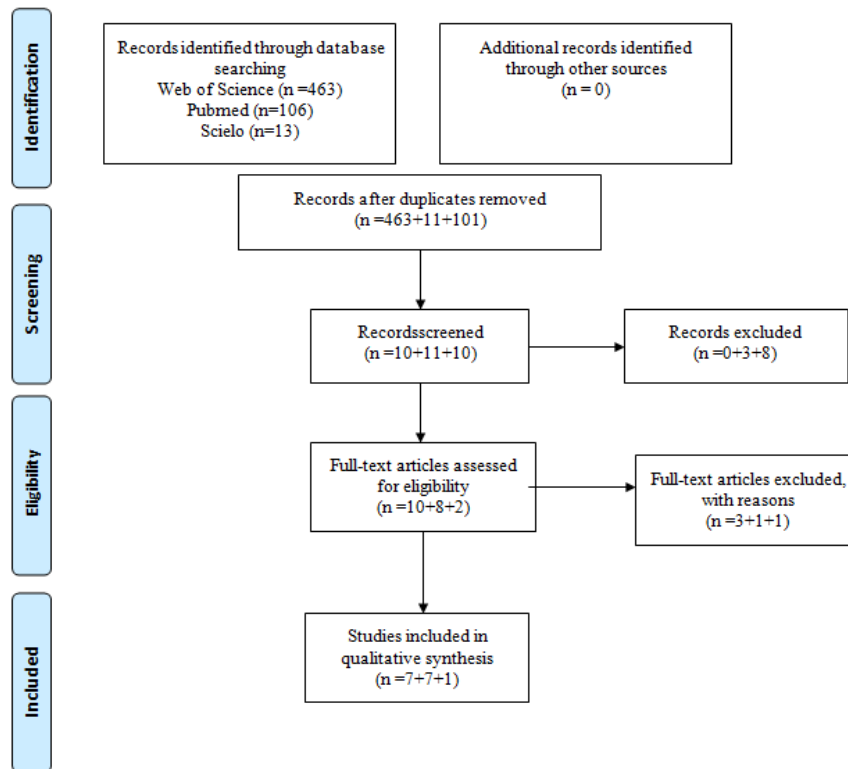 Identification
Records identified through database
searching
Web of Science (n =463)
Pubmed (n=106)
Scielo (n=13)
Additional records identified
through other sources
(n = 0)
Screening
Records after duplicates removed
(n =463+11+101)
Recordsscreened
(n =10+11+10)
Records excluded
(n =0+3+8)
Eligibility
Full-text articles assessed
for eligibility
(n =10+8+2)
Full-text articles excluded,
with reasons
(n =3+1+1)
Included
Studies included in
qualitative synthesis
(n =7+7+1)